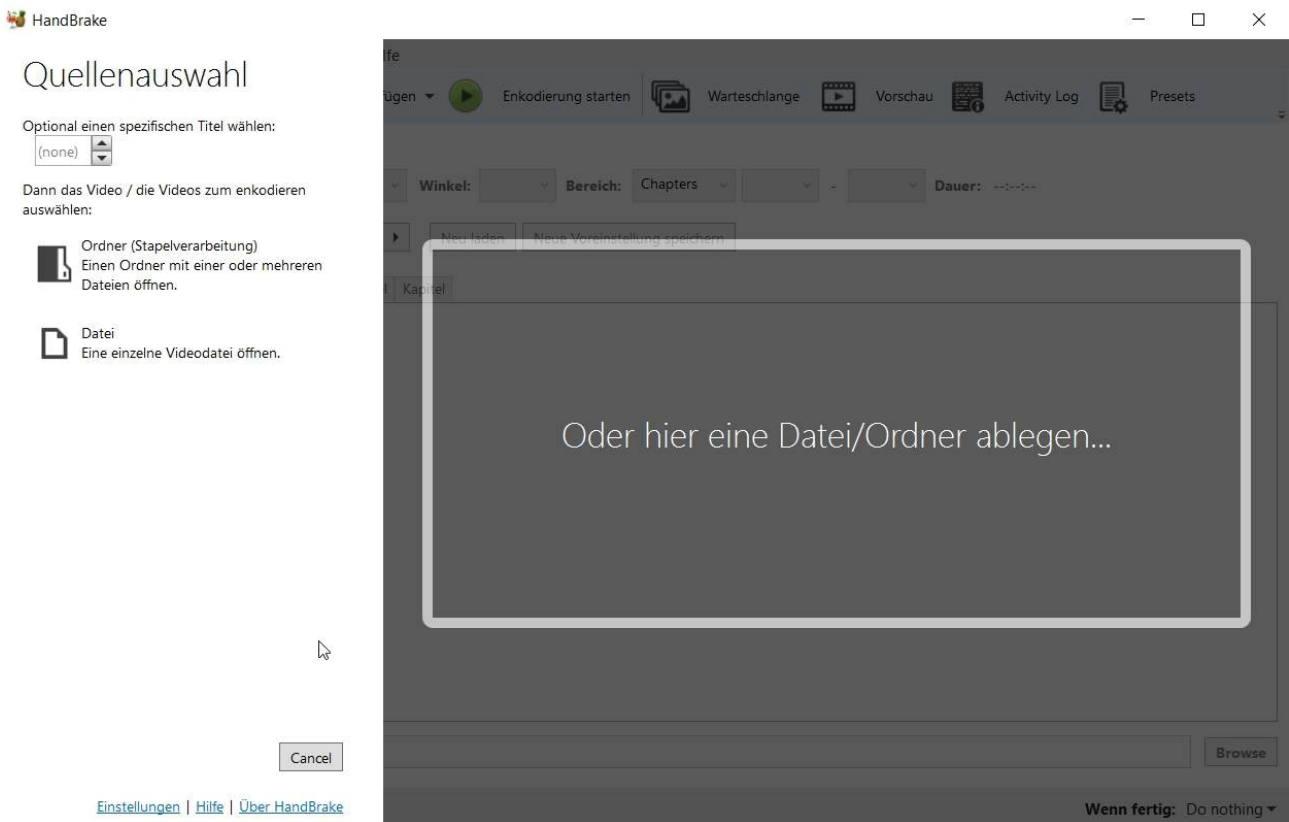 HandBrake
Quellenauswahl
Optional einen spezifischen Titel wählen:
(none)
Dann das Video / die Videos zum enkodieren
auswählen:
Ordner (Stapelverarbeitung)
Einen Ordner mit einer oder mehreren
Dateien öffnen.
Datei
Eine einzelne Videodatei öffnen.
Cancel
Einstellungen | Hilfe | Über HandBrake
lfe
fügen Enkodierung starten Warteschlange Vorschau Activity Log Presets
Winkel: Bereich: Chapters - Dauer: --:--:--
Neu laden Neue Voreinstellung speichern
Kapitel
Oder hier eine Datei/Ordner ablegen...
Browse
Wenn fertig: Do nothing